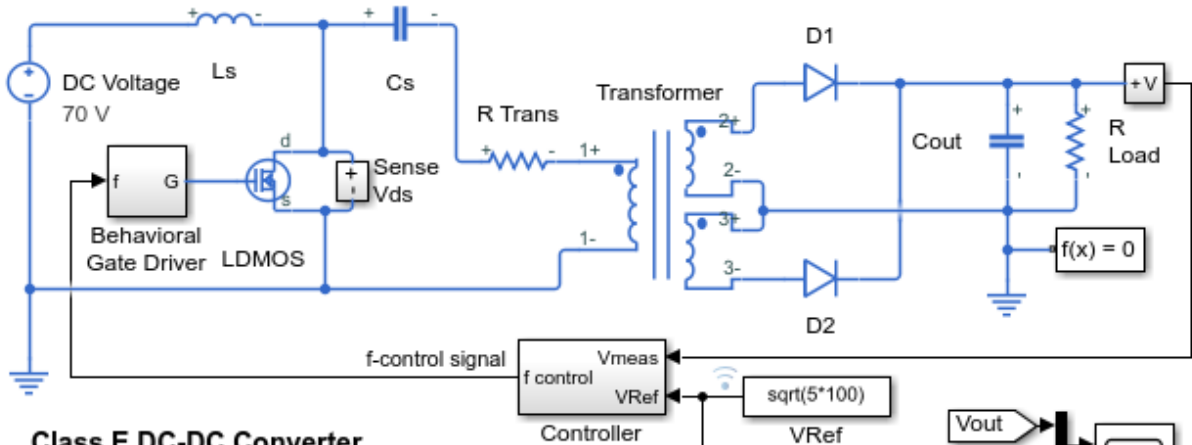 + -
+ -
D1
Ls
DC Voltage
70 V
Cs
Transformer
+ V
R Trans
2+
Cout
+
+
R
Load
d
+ -
1+
2-
f
G
+
-
Sense
Vds
s
-
-
3+
Behavioral
Gate Driver
LDMOS
1-
f(x) = 0
3-
D2
f-control signal
Vmeas
f control
VRef
sqrt(5*100)
Controller
VRef
Vout
Class E DC-DC Converter